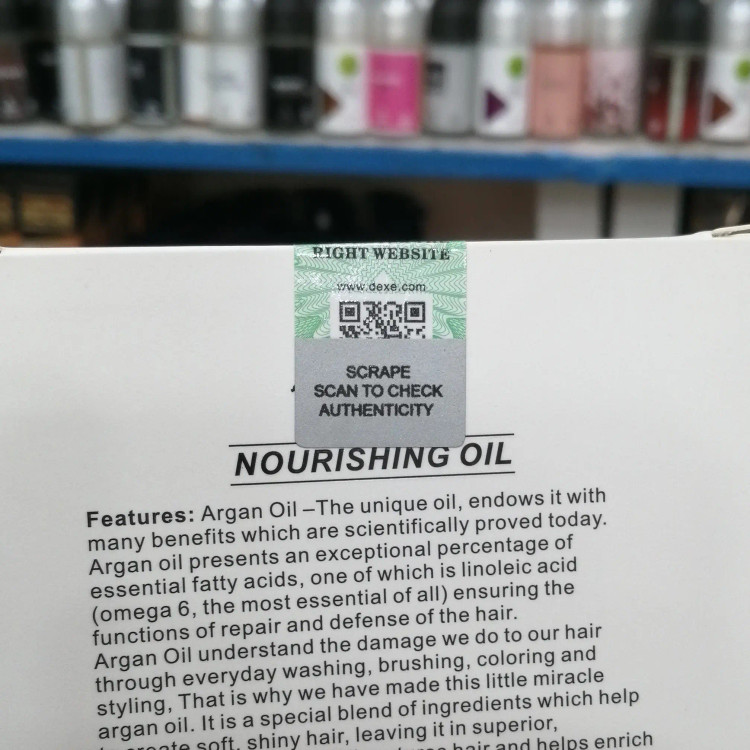 RIGHT WEBSITE
www.dexe.com
SCRAPE
SCAN TO CHECK
AUTHENTICITY
NOURISHING OIL
Features: Argan Oil –The unique oil, endows it with
many benefits which are scientifically proved today.
Argan oil presents an exceptional percentage of
essential fatty acids, one of which is linoleic acid
(omega 6, the most essential of all) ensuring the
functions of repair and defense of the hair.
Argan Oil understand the damage we do to our hair
through everyday washing, brushing, coloring and
styling, That is why we have made this little miracle
argan oil. It is a special blend of ingredients which help
create soft, shiny hair, leaving it in superior,
hair and helps enrich